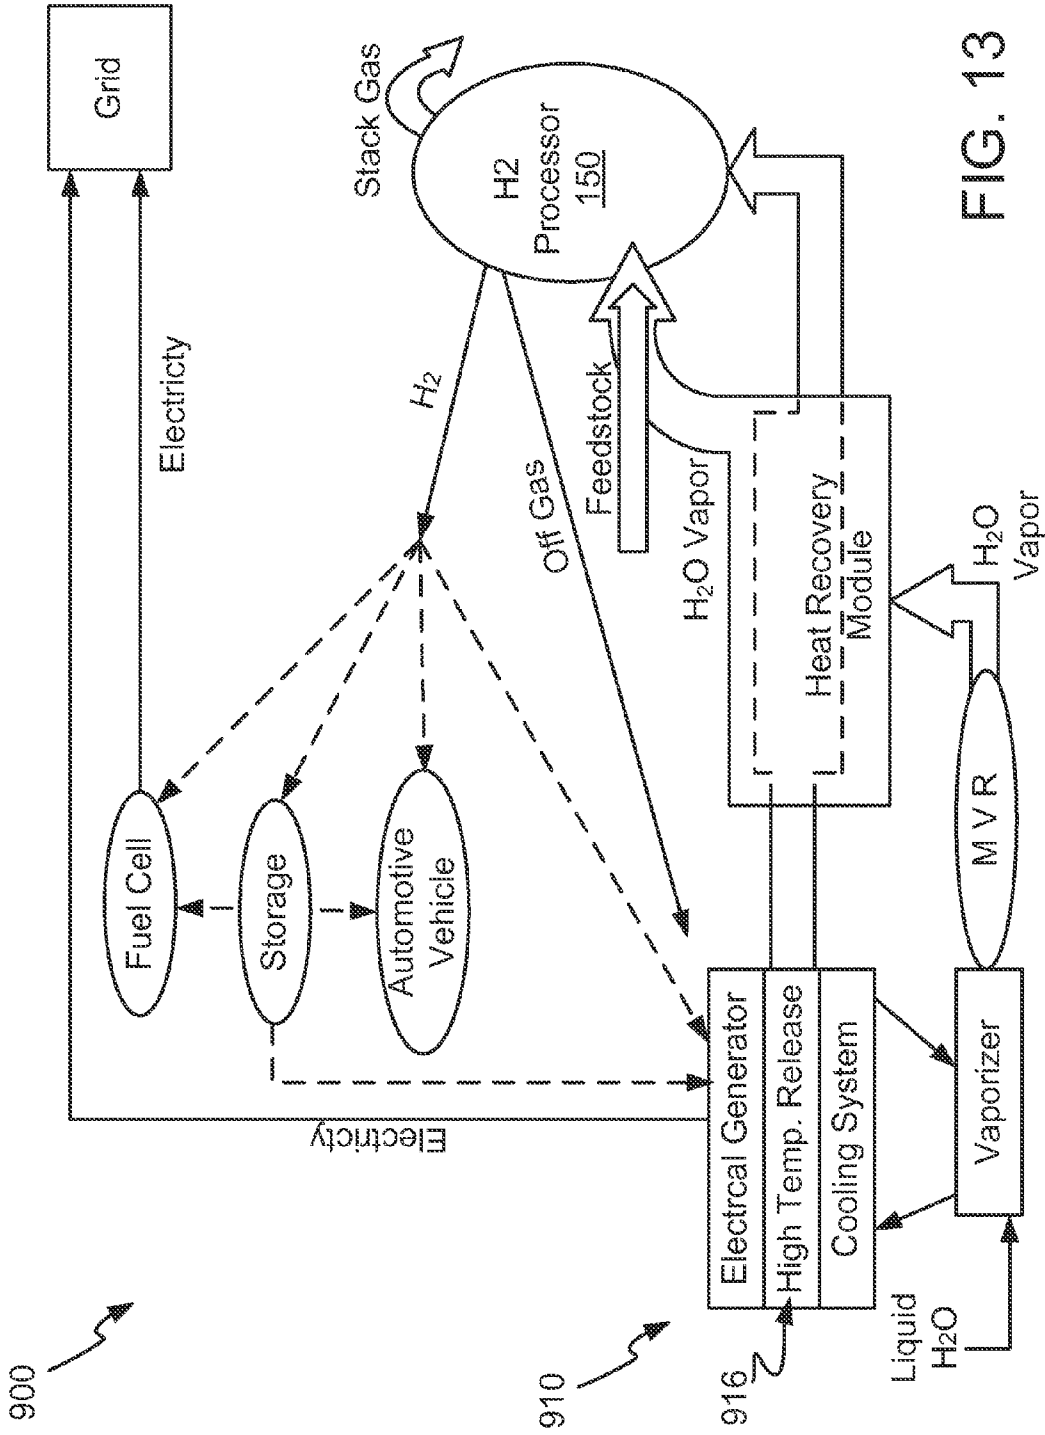 900
Grid
Electricty
Fuel Cell
Storage
Automotive
Vehicle
Electricty
H2
Off Gas
Stack Gas
H2
Processor
150
Feedstock
H2O Vapor
910
916
Electrcal Generator
High Temp. Release
Cooling System
Heat Recovery
Module
Liquid
H2O
Vaporizer
M V R
H2O
Vapor
FIG. 13